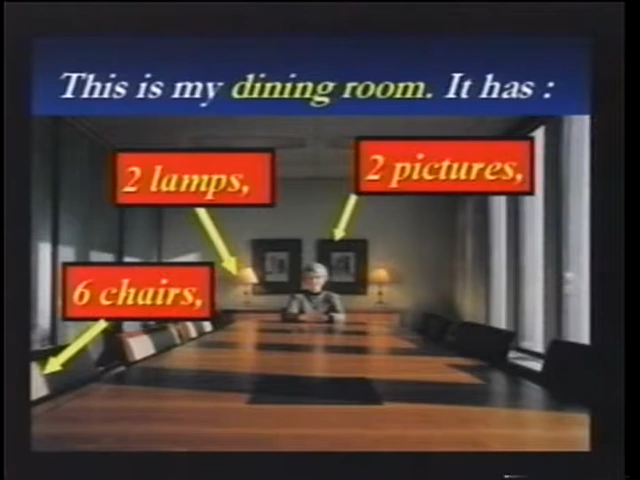 This is my dining room. It has :
2 lamps,
2 pictures,
6 chairs,